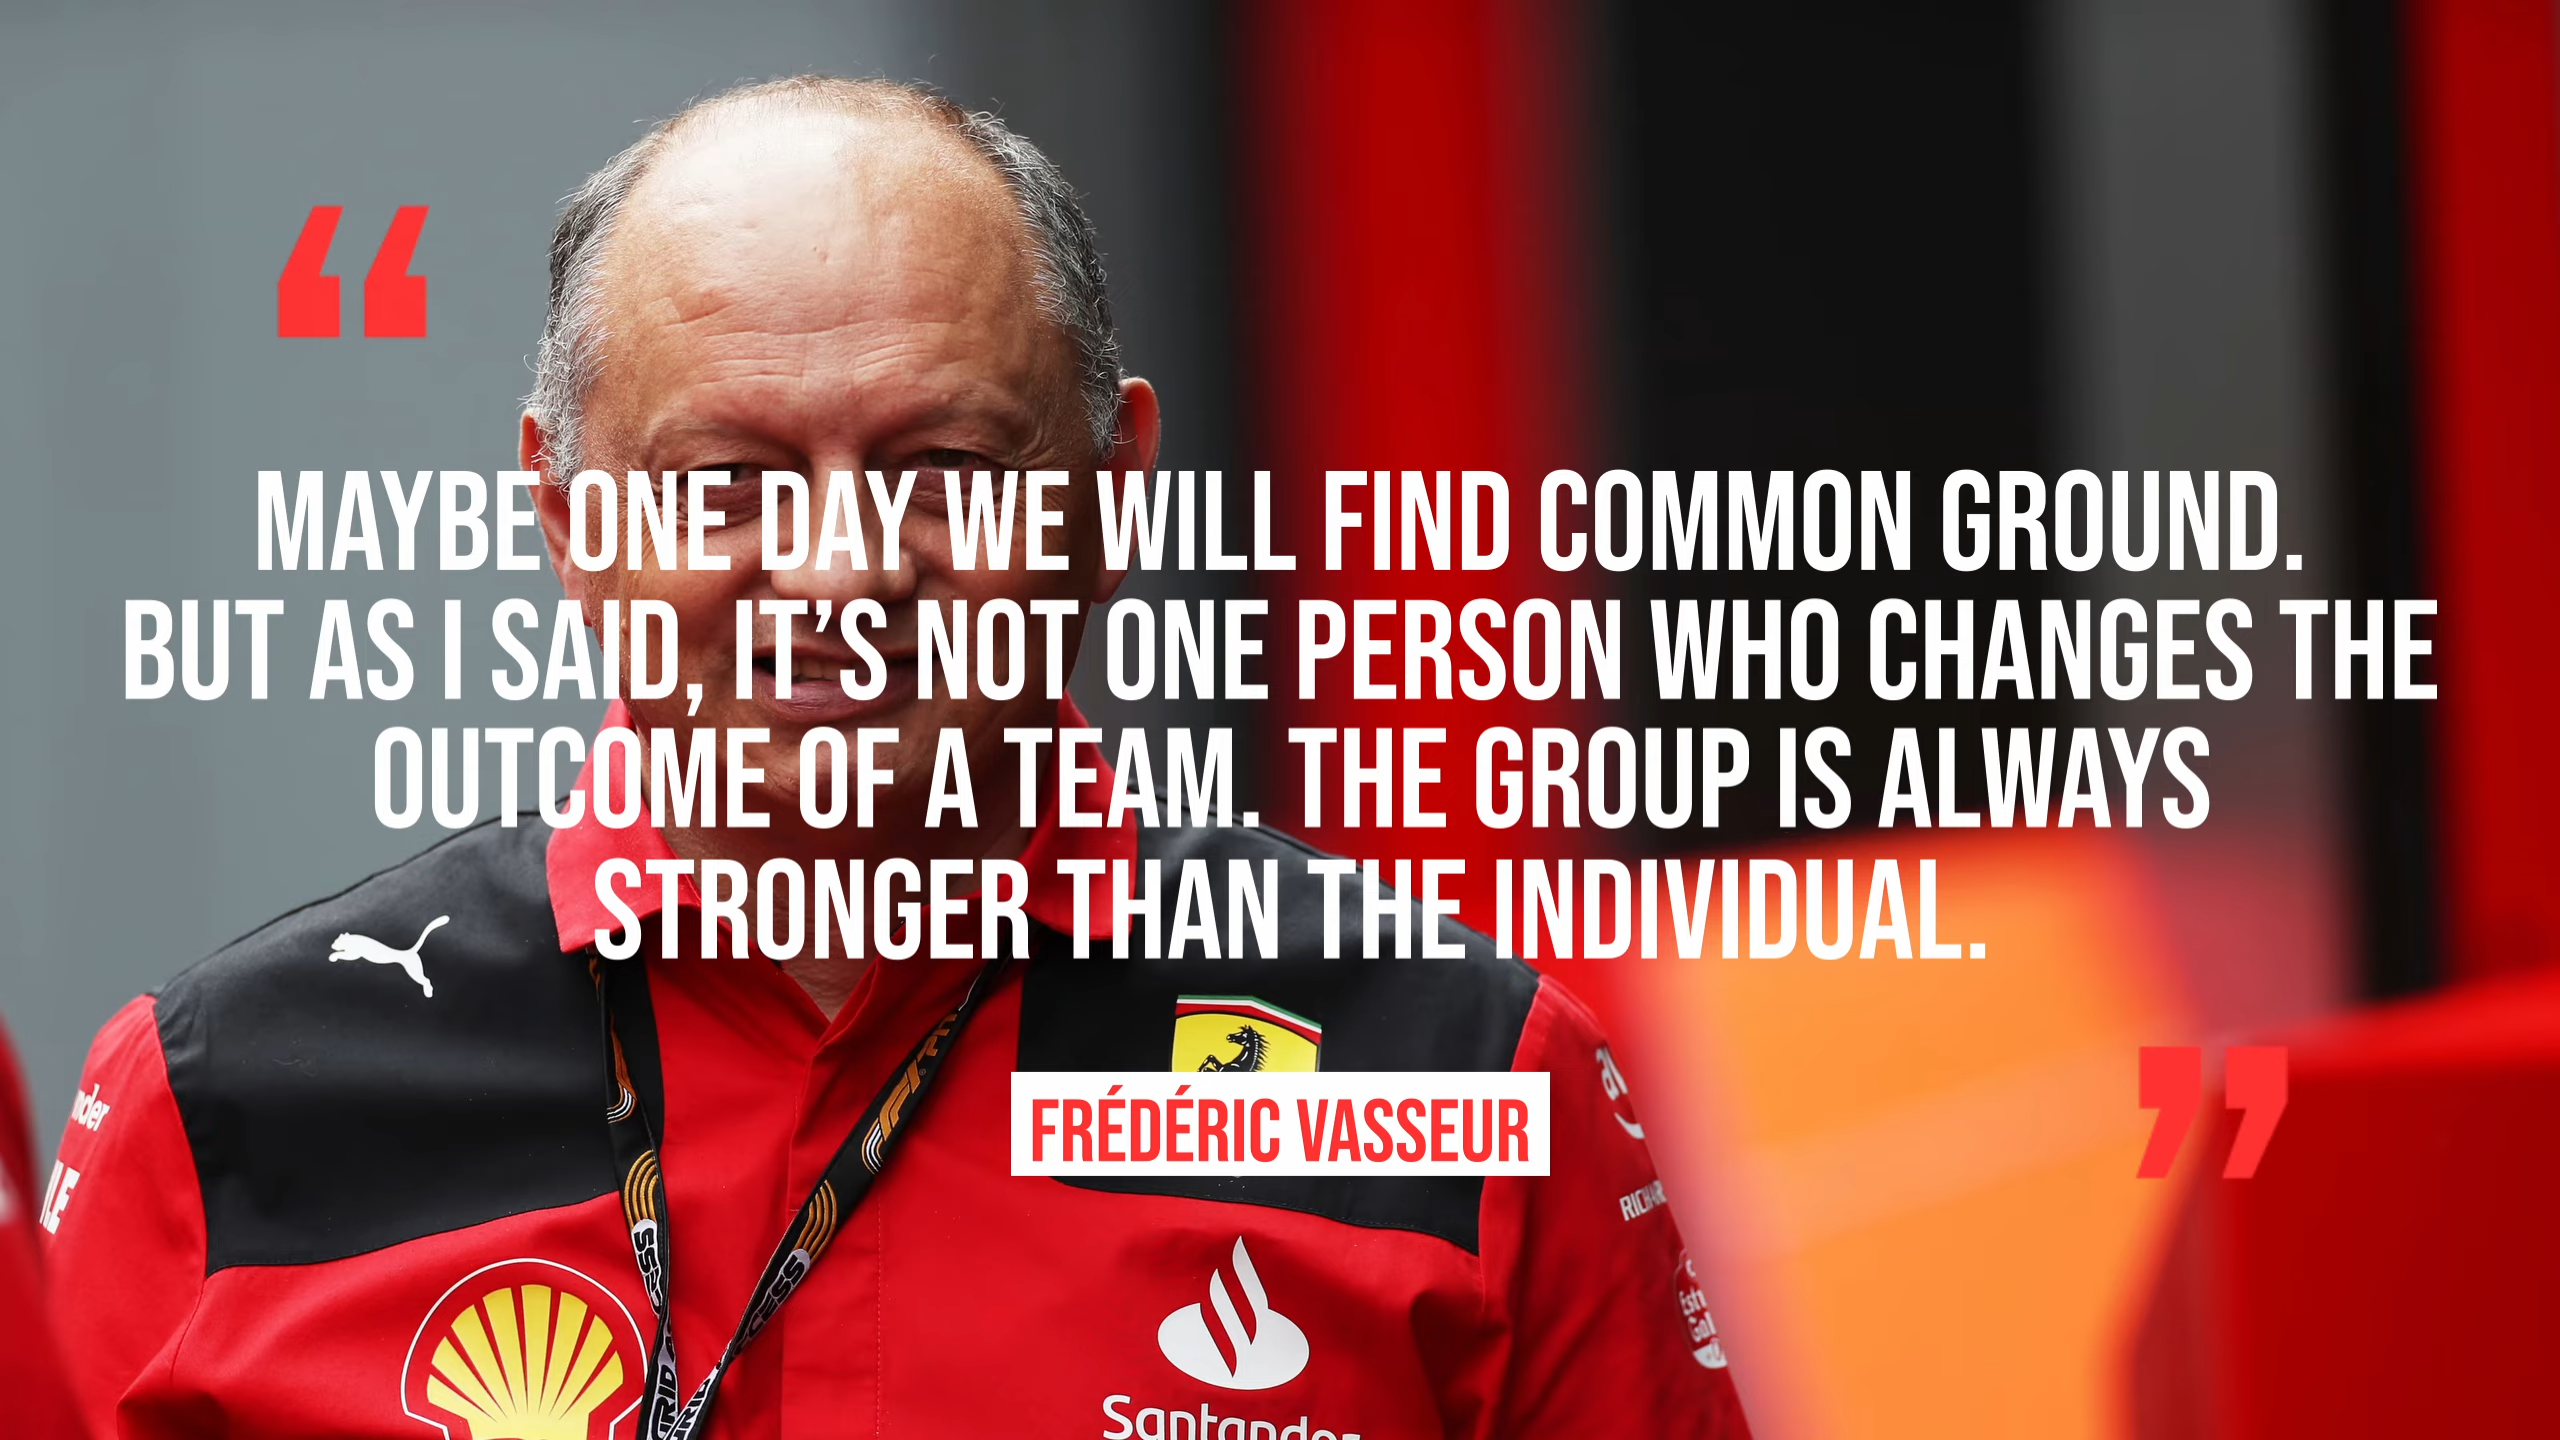 “
MAYBE ONE DAY WE WILL FIND COMMON GROUND.
BUT AS I SAID, IT’S NOT ONE PERSON WHO CHANGES THE
OUTCOME OF A TEAM. THE GROUP IS ALWAYS
STRONGER THAN THE INDIVIDUAL.
”
FRÉDÉRIC VASSEUR
Santander